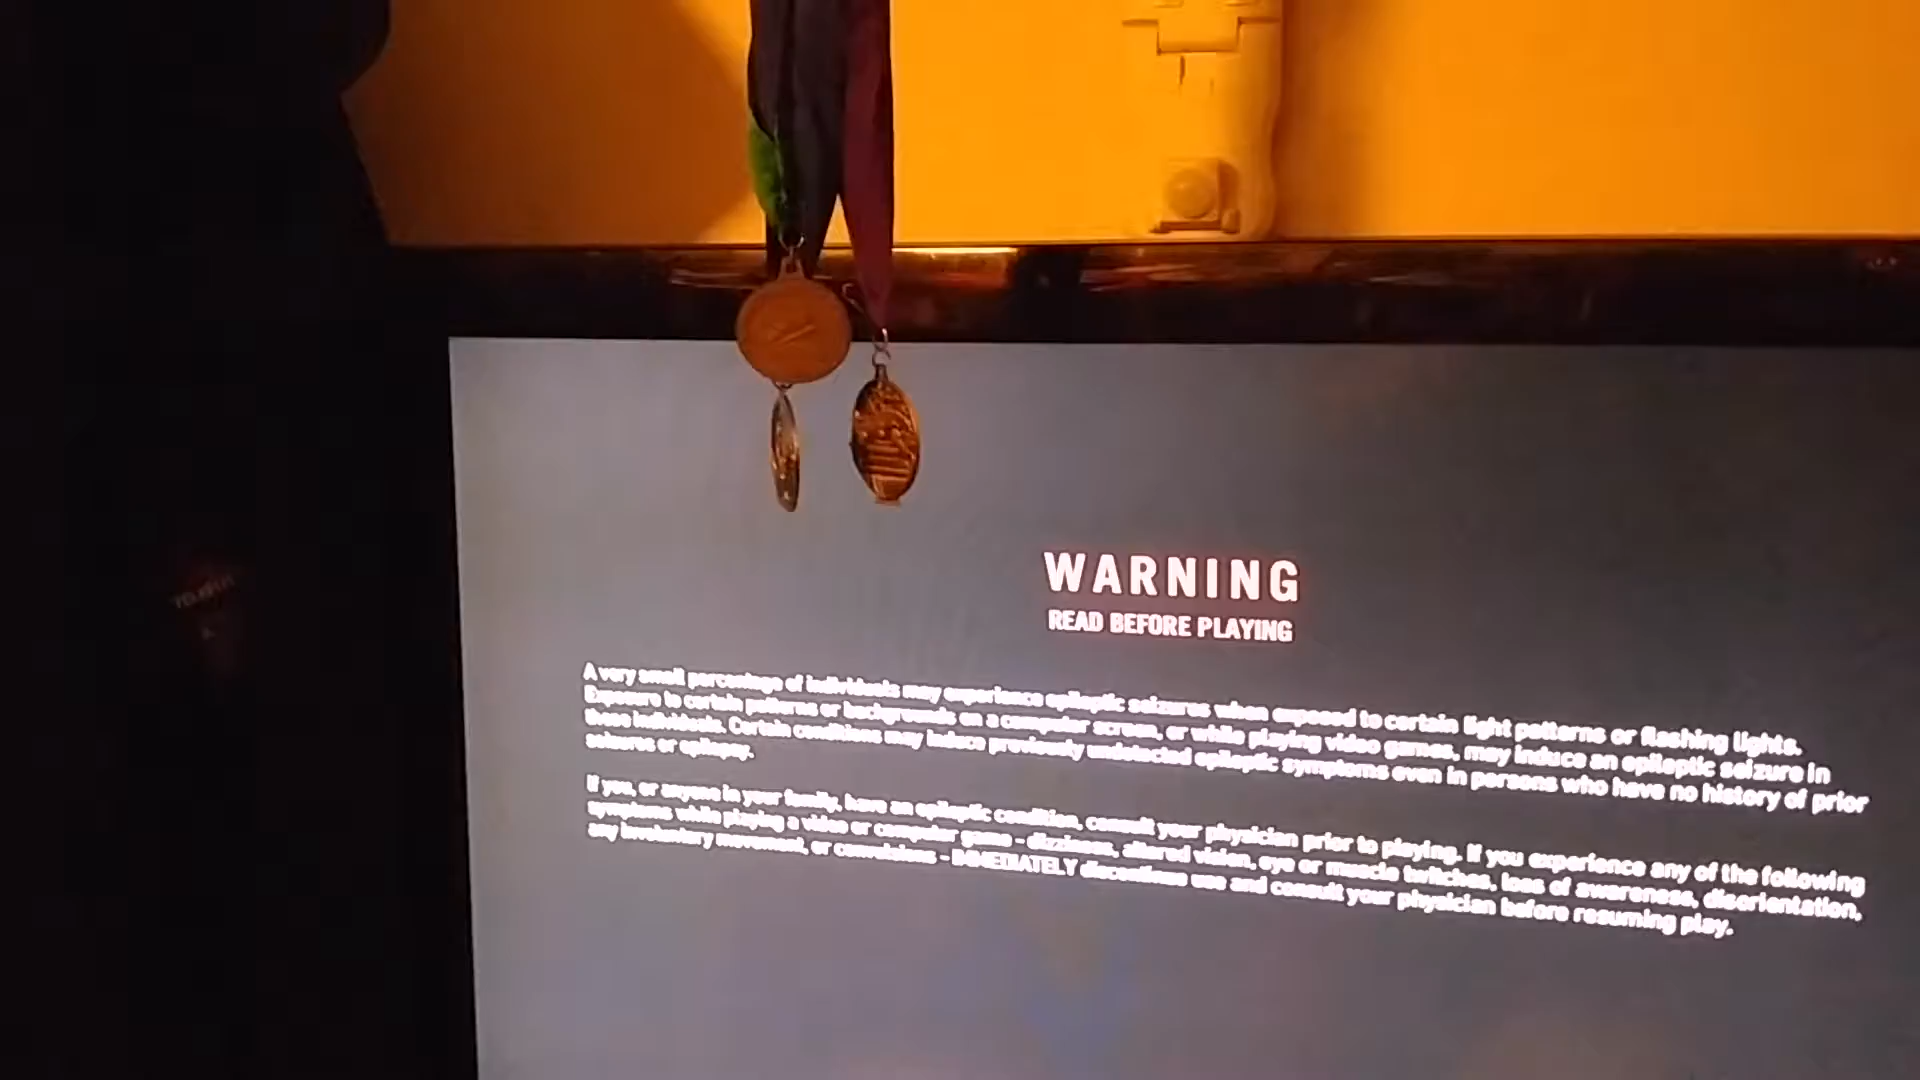 WARNING
READ BEFORE PLAYING
A very small percentage of individuals may experience epileptic seizures when exposed to certain light patterns or flashing lights.
Exposure to certain patterns or backgrounds on a computer screen, or while playing video games, may induce an epileptic seizure in
these individuals. Certain conditions may induce previously undetected epileptic symptoms even in persons who have no history of prior
seizures or epilepsy.
If you, or anyone in your family, have an epileptic condition, consult your physician prior to playing. If you experience any of the following
symptoms while playing a video or computer game - dizziness, altered vision, eye or muscle twitches, loss of awareness, disorientation,
any involuntary movement, or convulsions - IMMEDIATELY discontinue use and consult your physician before resuming play.